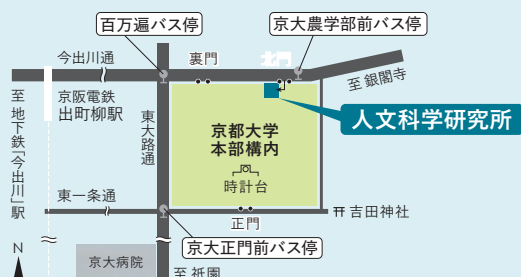 百万遍バス停
京大農学部前バス停
今出川通
裏門
北門
至 銀閣寺
至 地下鉄「今出川」駅
京阪電鉄
出町柳駅
東大路通
京都大学
本部構内
時計台
人文科学研究所
東一条通
正門
吉田神社
京大正門前バス停
N
京大病院
至 祇園